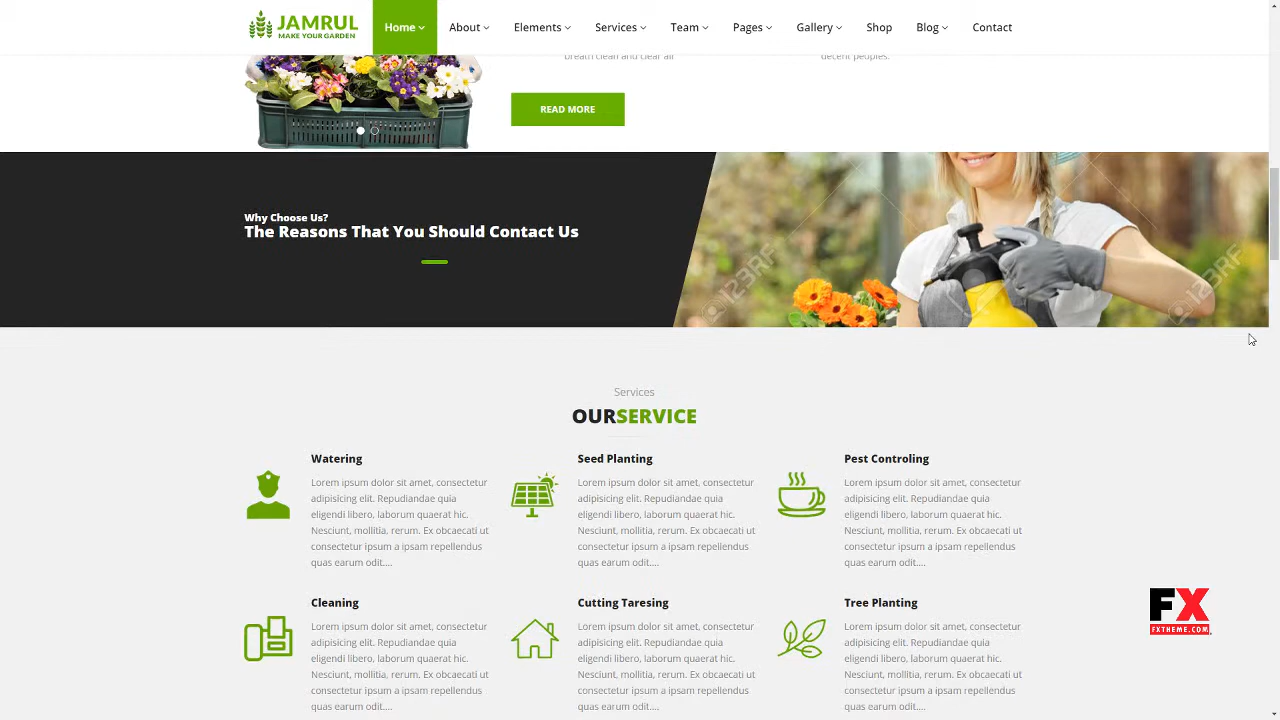 JAMRUL
MAKE YOUR GARDEN
Home About Elements Services Team Pages Gallery Shop Blog Contact
breath clean and clear all
decent peoples.
READ MORE
Why Choose Us?
The Reasons That You Should Contact Us
123RF
123RF
Services
OURSERVICE
Watering
Lorem ipsum dolor sit amet, consectetur
adipisicing elit. Repudiandae quia
eligendi libero, laborum quaerat hic.
Nesciunt, mollitia, rerum. Ex obcaecati ut
consectetur ipsum a ipsam repellendus
quas earum odit....
Seed Planting
Lorem ipsum dolor sit amet, consectetur
adipisicing elit. Repudiandae quia
eligendi libero, laborum quaerat hic.
Nesciunt, mollitia, rerum. Ex obcaecati ut
consectetur ipsum a ipsam repellendus
quas earum odit....
Pest Controling
Lorem ipsum dolor sit amet, consectetur
adipisicing elit. Repudiandae quia
eligendi libero, laborum quaerat hic.
Nesciunt, mollitia, rerum. Ex obcaecati ut
consectetur ipsum a ipsam repellendus
quas earum odit....
Cleaning
Lorem ipsum dolor sit amet, consectetur
adipisicing elit. Repudiandae quia
eligendi libero, laborum quaerat hic.
Nesciunt, mollitia, rerum. Ex obcaecati ut
consectetur ipsum a ipsam repellendus
quas earum odit....
Cutting Taresing
Lorem ipsum dolor sit amet, consectetur
adipisicing elit. Repudiandae quia
eligendi libero, laborum quaerat hic.
Nesciunt, mollitia, rerum. Ex obcaecati ut
consectetur ipsum a ipsam repellendus
quas earum odit....
Tree Planting
Lorem ipsum dolor sit amet, consectetur
adipisicing elit. Repudiandae quia
eligendi libero, laborum quaerat hic.
Nesciunt, mollitia, rerum. Ex obcaecati ut
consectetur ipsum a ipsam repellendus
quas earum odit....
FX
FXTHEME.COM